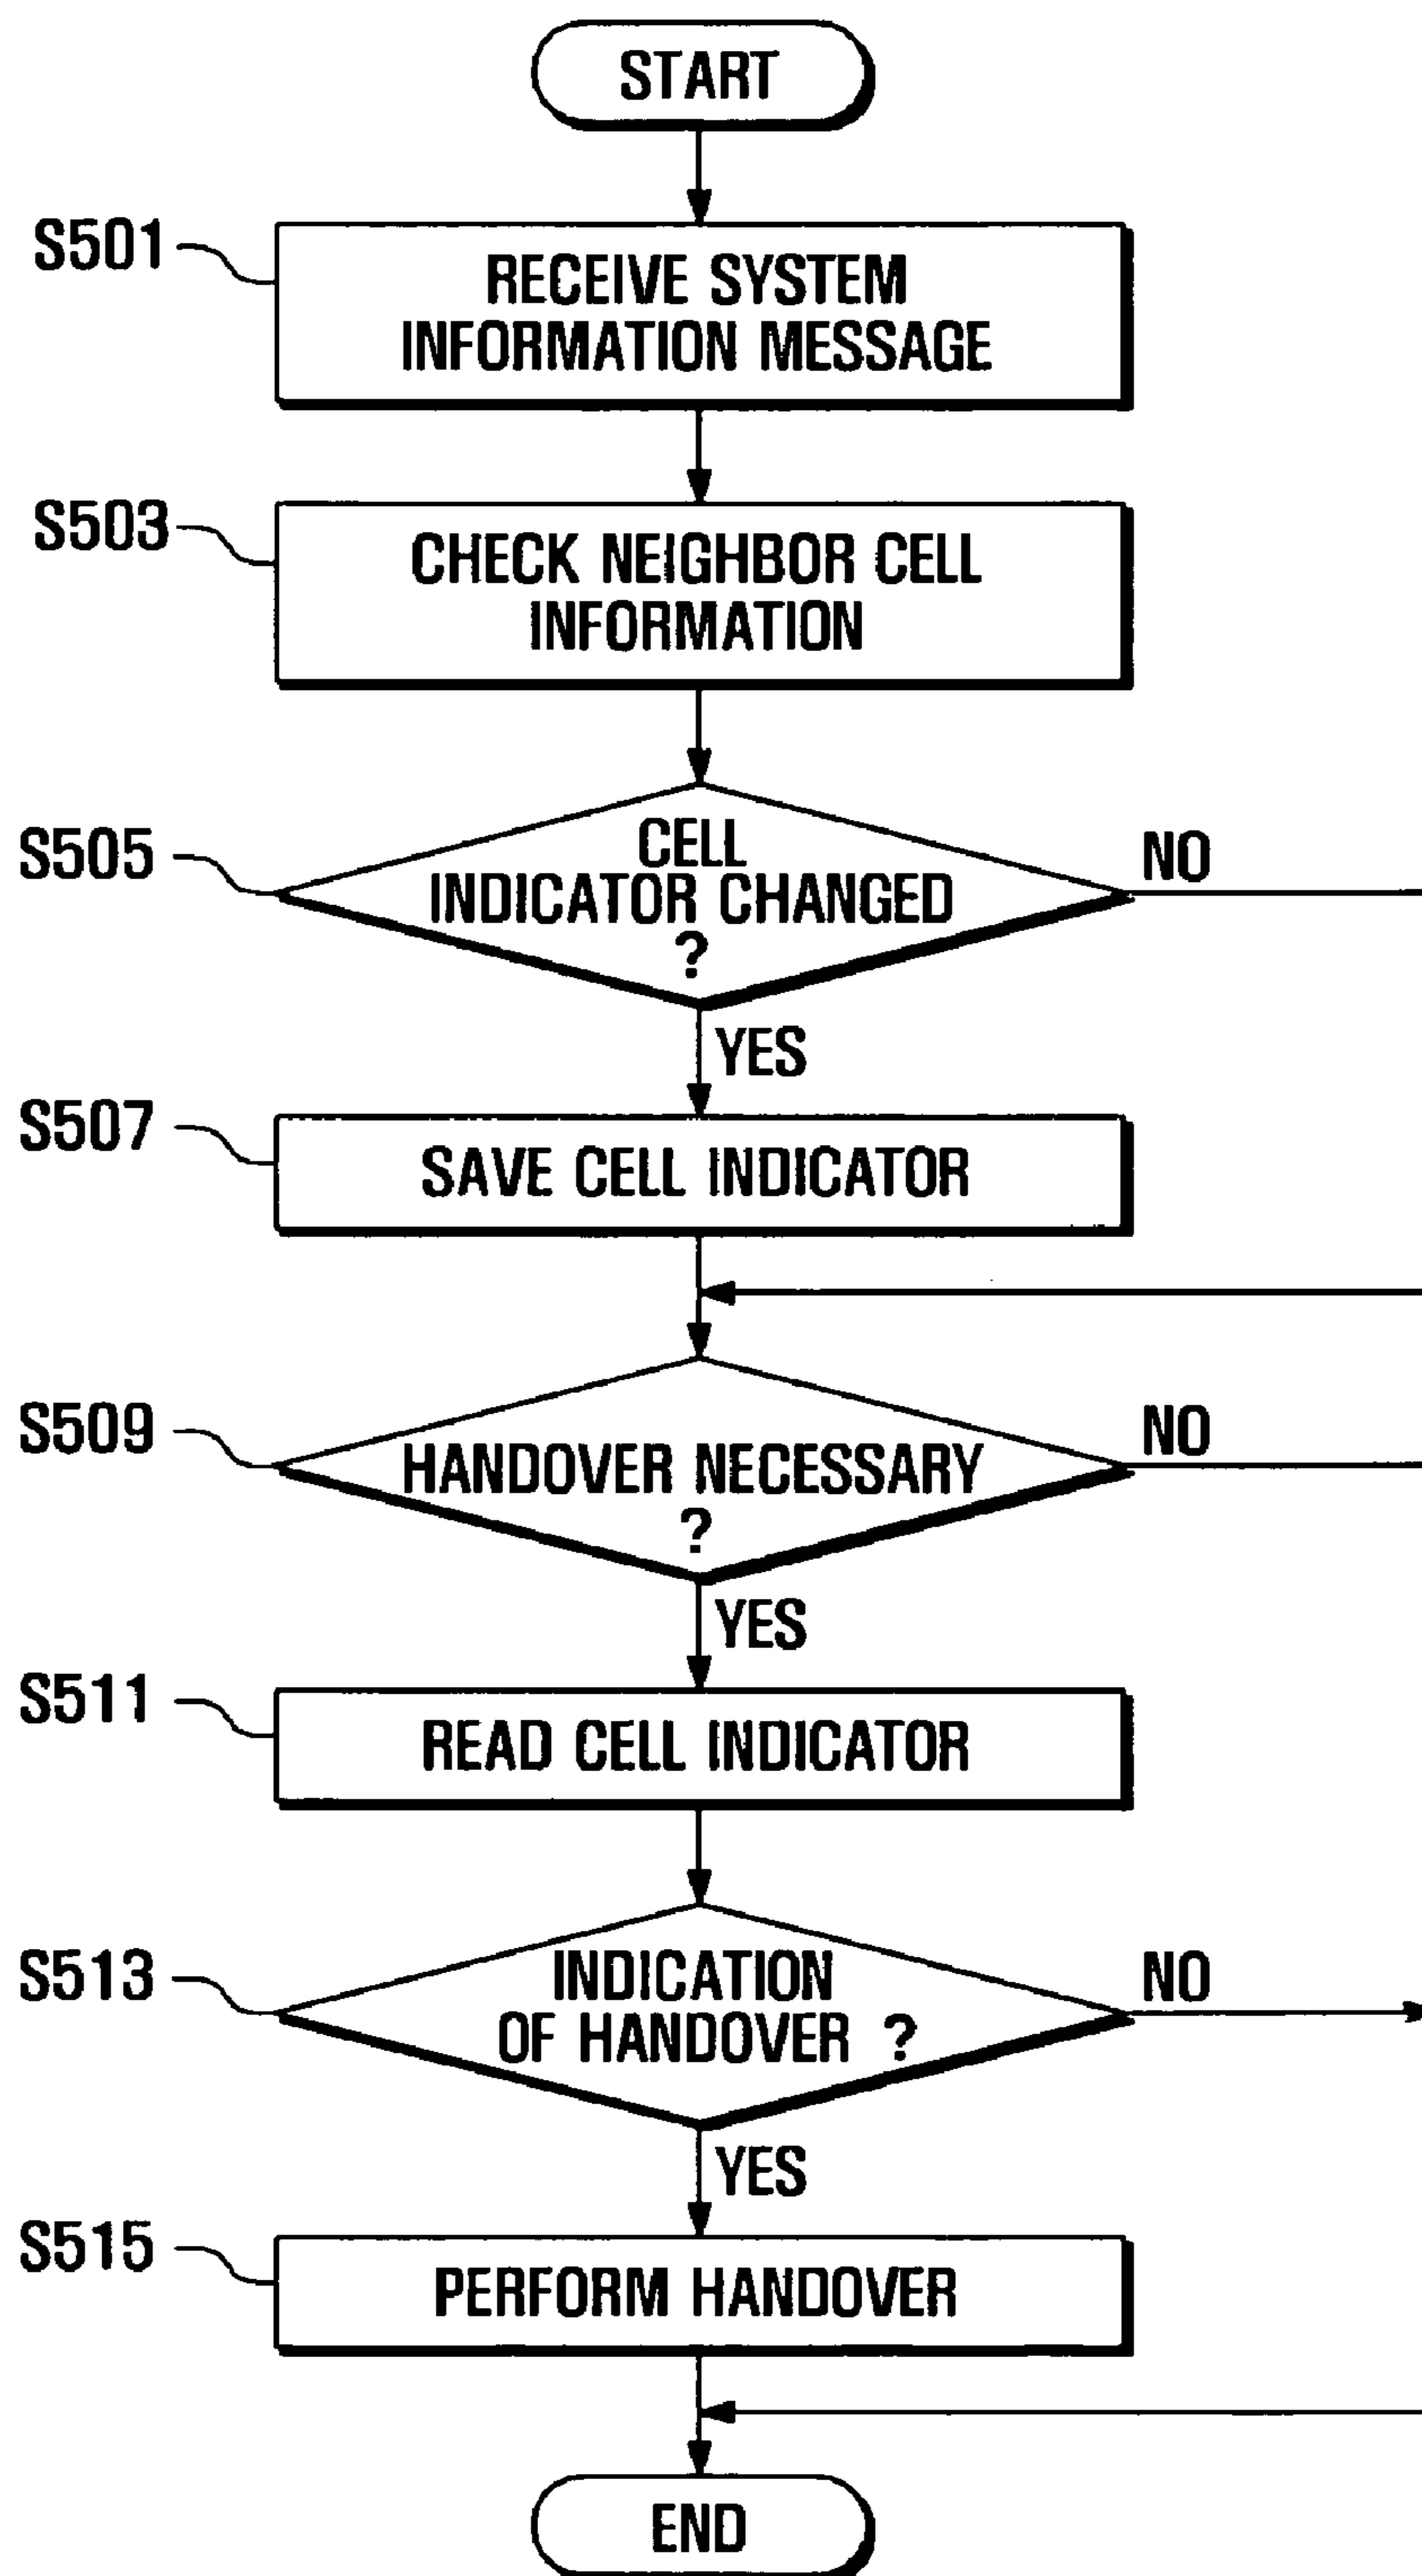 START
S501
RECEIVE SYSTEM
INFORMATION MESSAGE
S503
CHECK NEIGHBOR CELL
INFORMATION
S505
CELL
INDICATOR CHANGED
?
NO
YES
S507
SAVE CELL INDICATOR
S509
HANDOVER NECESSARY
?
NO
YES
S511
READ CELL INDICATOR
S513
INDICATION
OF HANDOVER ?
NO
YES
S515
PERFORM HANDOVER
END